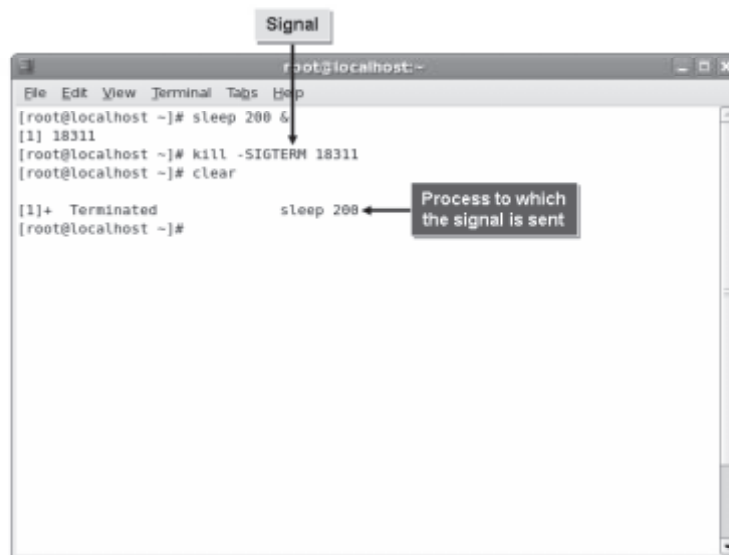 Signal
root@localhost:~
File Edit View Terminal Tabs Help
[root@localhost ~]# sleep 200 &
[1] 18311
[root@localhost ~]# kill -SIGTERM 18311
[root@localhost ~]# clear
[1]+ Terminated sleep 200
Process to which
the signal is sent
[root@localhost ~]#